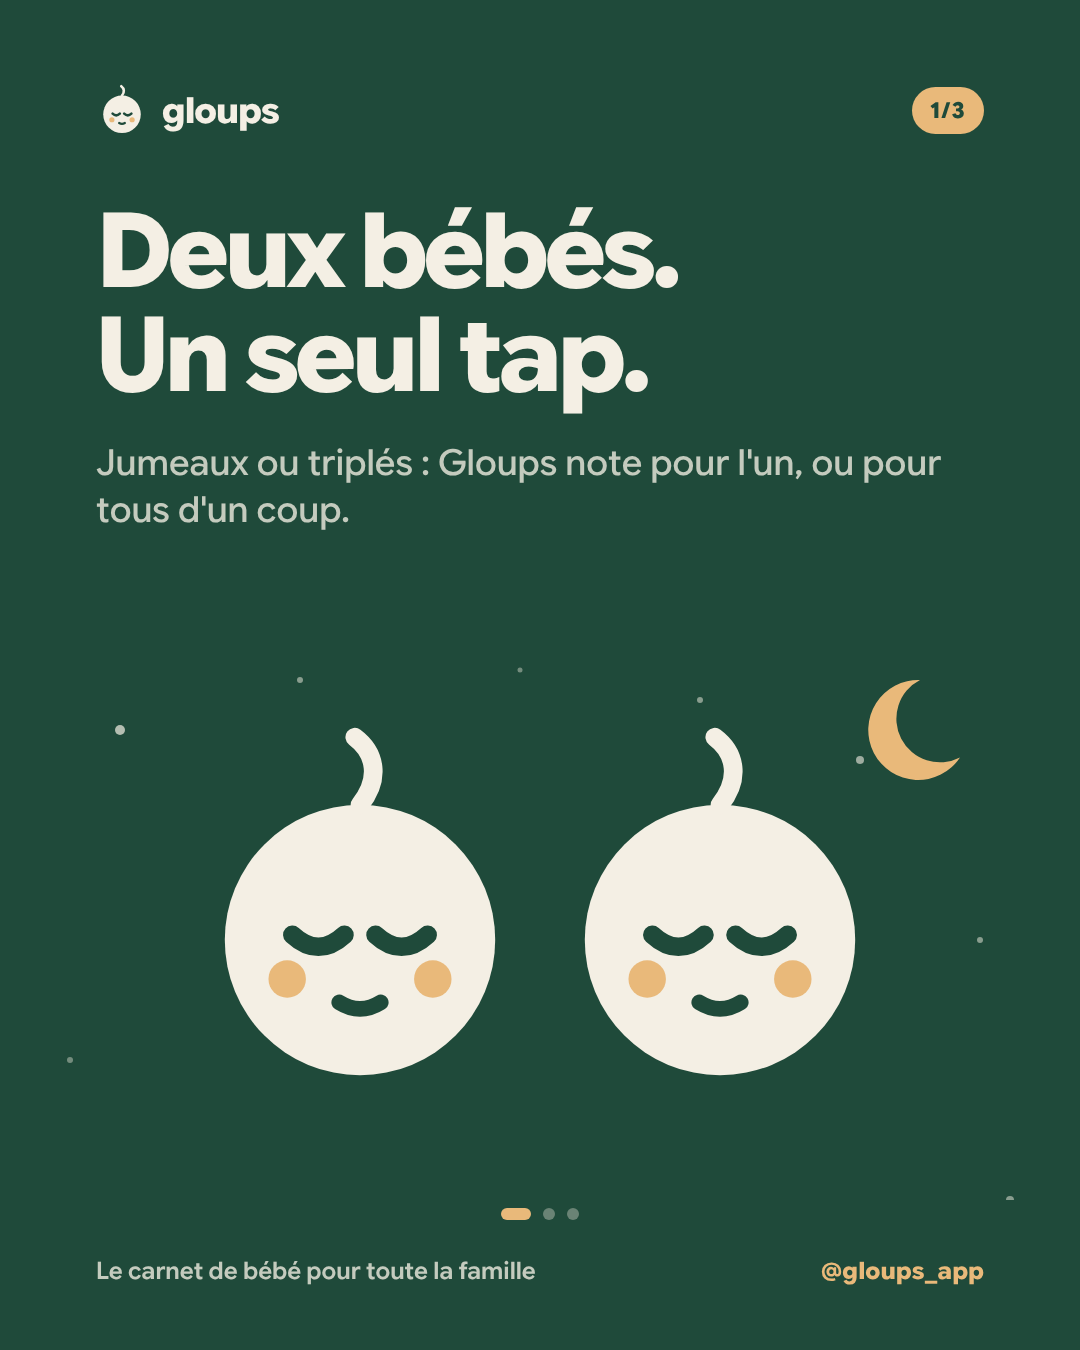 gloups
1/3
Deux bébés.
Un seul tap.
Jumeaux ou triplés : Gloups note pour l'un, ou pour
tous d'un coup.
Le carnet de bébé pour toute la famille
@gloups_app